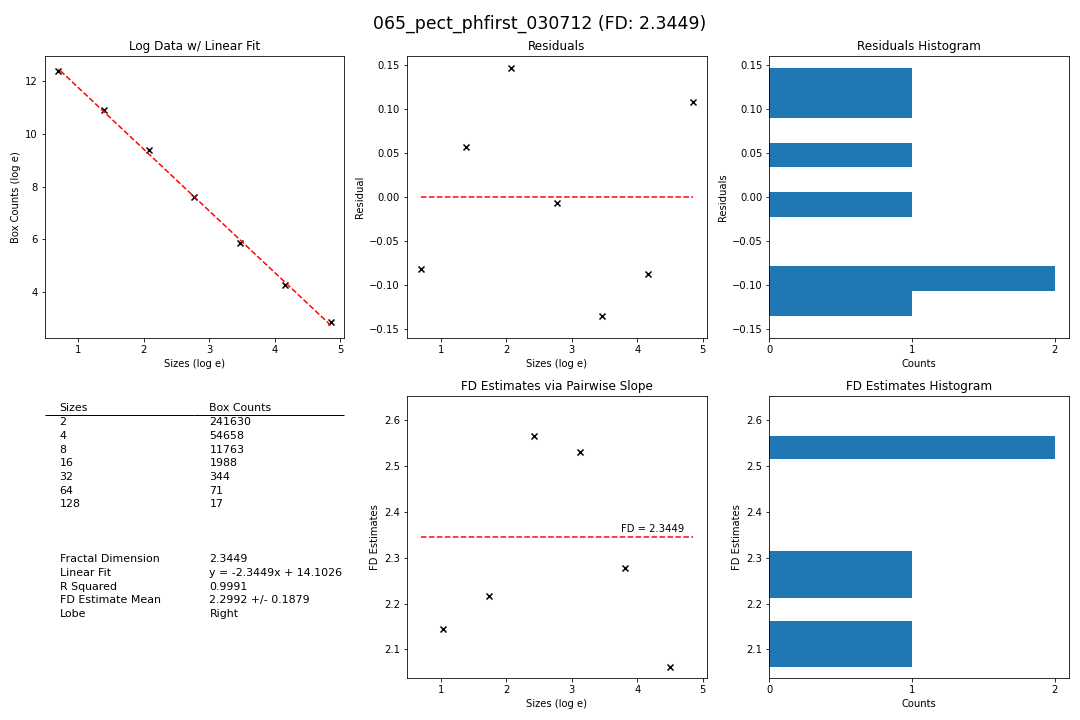 065_pect_phfirst_030712 (FD: 2.3449)
Log Data w/ Linear Fit
12
10
8
6
4
1 2 3 4 5
Box Counts (log e)
Sizes (log e)
Residuals
0.15
0.10
0.05
0.00
−0.05
−0.10
−0.15
1 2 3 4 5
Residual
Sizes (log e)
Residuals Histogram
0.15
0.10
0.05
0.00
−0.05
−0.10
−0.15
0 1 2
Residuals
Counts
Sizes Box Counts
2 241630
4 54658
8 11763
16 1988
32 344
64 71
128 17
Fractal Dimension 2.3449
Linear Fit y = -2.3449x + 14.1026
R Squared 0.9991
FD Estimate Mean 2.2992 +/- 0.1879
Lobe Right
FD Estimates via Pairwise Slope
2.6
2.5
2.4
2.3
2.2
2.1
FD = 2.3449
1 2 3 4 5
FD Estimates
Sizes (log e)
FD Estimates Histogram
2.6
2.5
2.4
2.3
2.2
2.1
0 1 2
FD Estimates
Counts